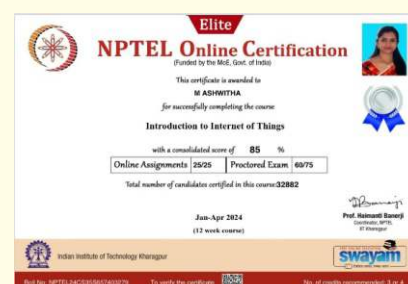 Elite
NPTEL Online Certification
(Funded by the MoE, Govt. of India)
This certificate is awarded to
M ASHWITHA
for successfully completing the course
Introduction to Internet of Things
with a consolidated score of 85 %
Online Assignments 25/25 Proctored Exam 60/75
Total number of candidates certified in this course:32882
Jan-Apr 2024
(12 week course)
Prof. Haimanti Banerji
Coordinator, NPTEL
IIT Kharagpur
Indian Institute of Technology Kharagpur
swayam
Roll No: To verify the certificate No. of credits recommended: 3 or 4